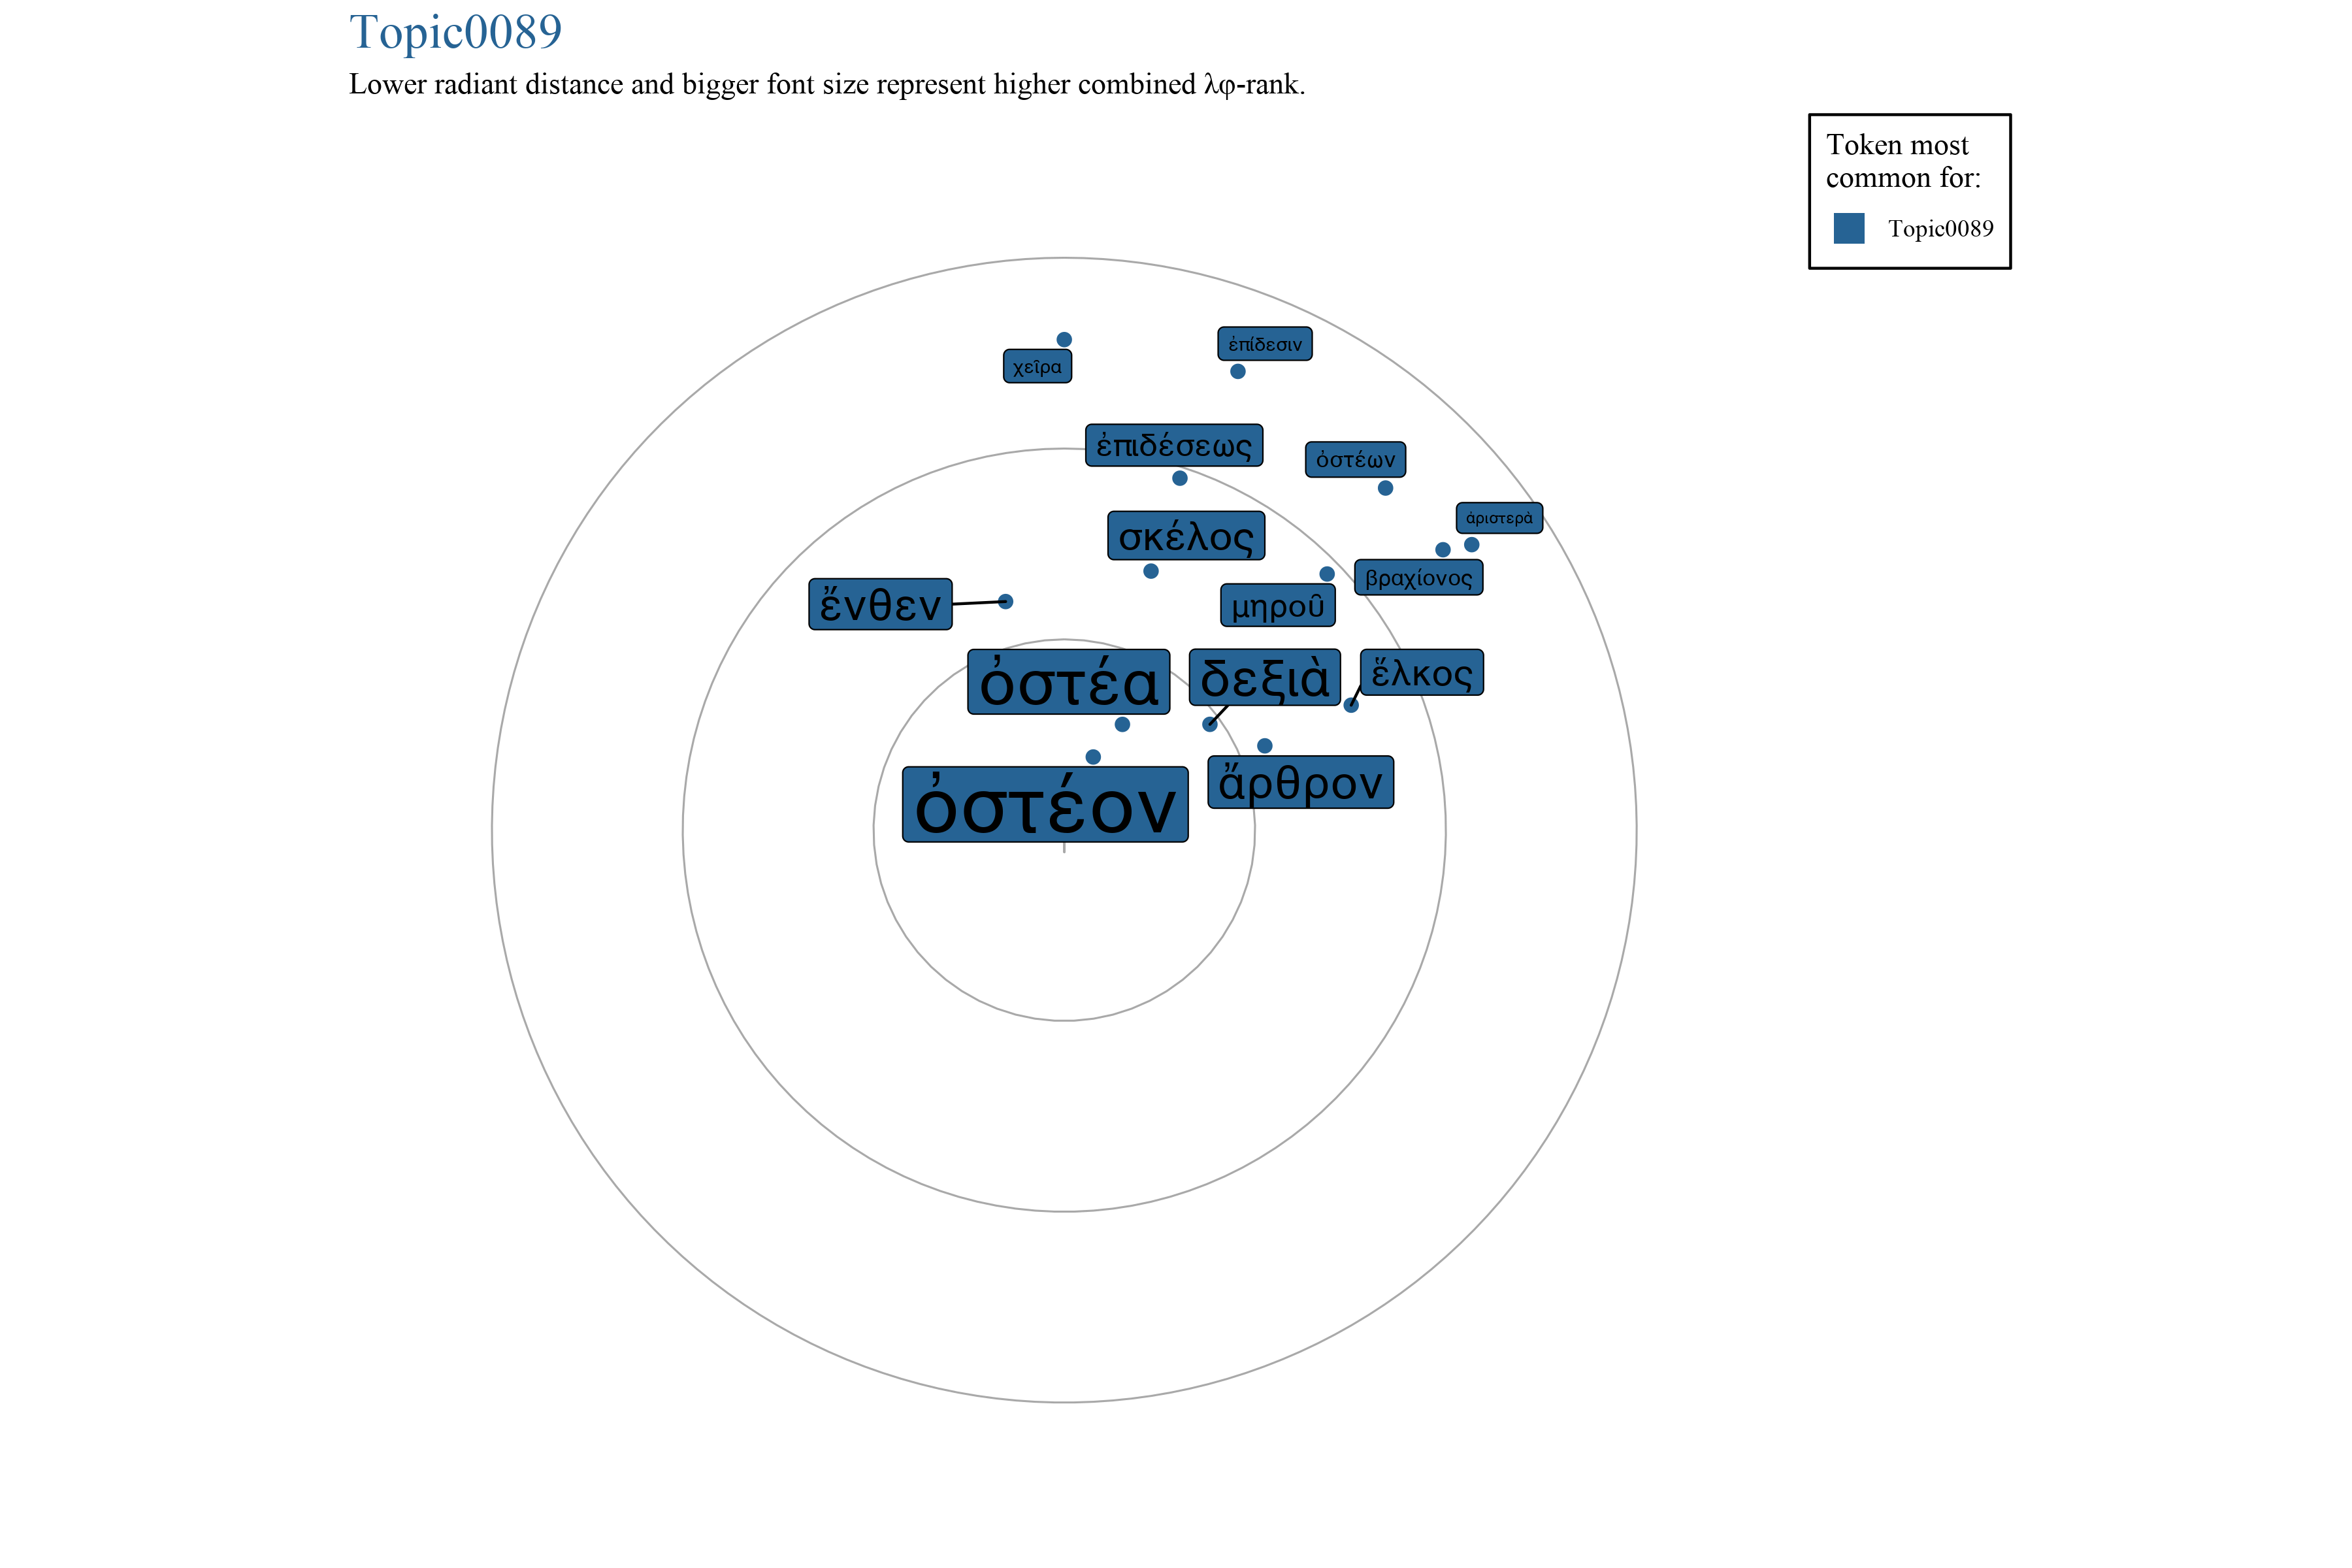 Topic0089
Lower radiant distance and bigger font size represent higher combined λφ-rank.
Token most
common for:
Topic0089
χεῖρα
ἐπίδεσιν
ἐπιδέσεως
ὀστέων
ἀριστερὰ
σκέλος
βραχίονος
ἔνθεν
μηροῦ
ὀστέα
δεξιὰ
ἕλκος
ὀστέον
ἄρθρον